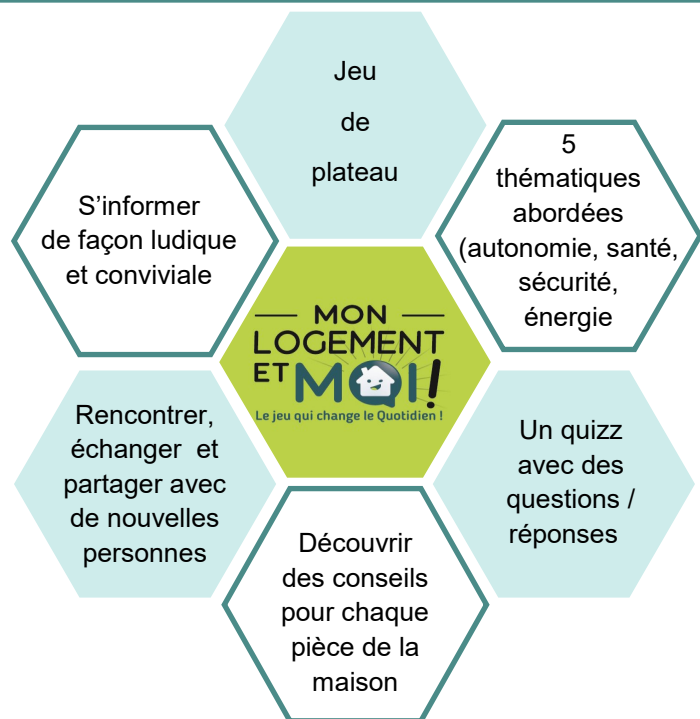 Jeu
de
plateau
5
thématiques
abordées
(autonomie, santé,
sécurité,
énergie
S’informer
de façon ludique
et conviviale
MON
LOGEMENT
ET MOI !
Le jeu qui change le Quotidien !
Rencontrer,
échanger et
partager avec
de nouvelles
personnes
Un quizz
avec des
questions /
réponses
Découvrir
des conseils
pour chaque
pièce de la
maison